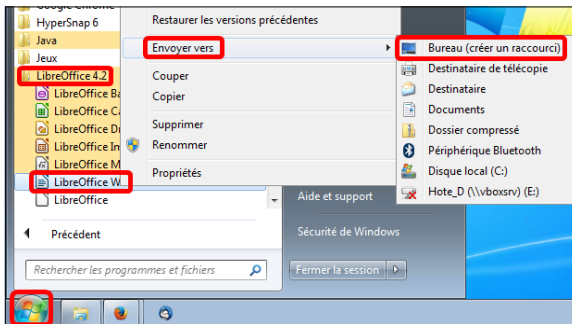 Google Chrome
HyperSnap 6
Java
Jeux
LibreOffice 4.2
LibreOffice Ba
LibreOffice C
LibreOffice D
LibreOffice In
LibreOffice M
LibreOffice W
LibreOffice
Précédent
Rechercher les programmes et fichiers
Restaurer les versions précédentes
Envoyer vers
Couper
Copier
Supprimer
Renommer
Propriétés
Bureau (créer un raccourci)
Destinataire de télécopie
Destinataire
Documents
Dossier compressé
Périphérique Bluetooth
Disque local (C:)
Hote_D (\\vboxsrv) (E:)
Aide et support
Sécurité de Windows
Fermer la session